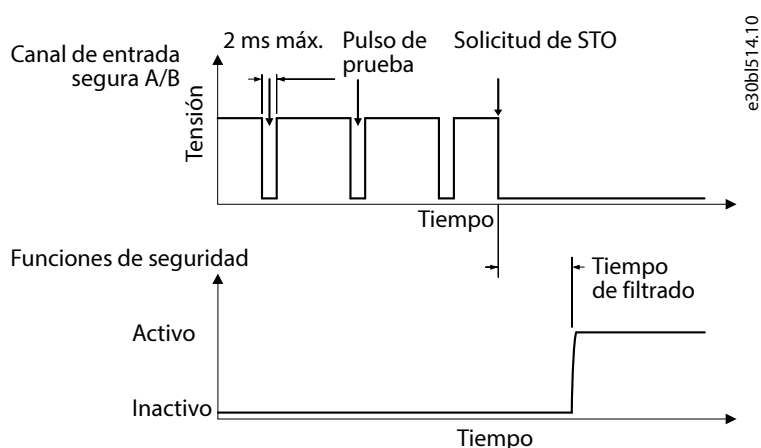 Canal de entrada
segura A/B
2 ms máx.
Pulso de
prueba
Solicitud de STO
e30bl514.10
Tensión
Tiempo
Funciones de seguridad
Tiempo
de filtrado
Activo
Inactivo
Tiempo